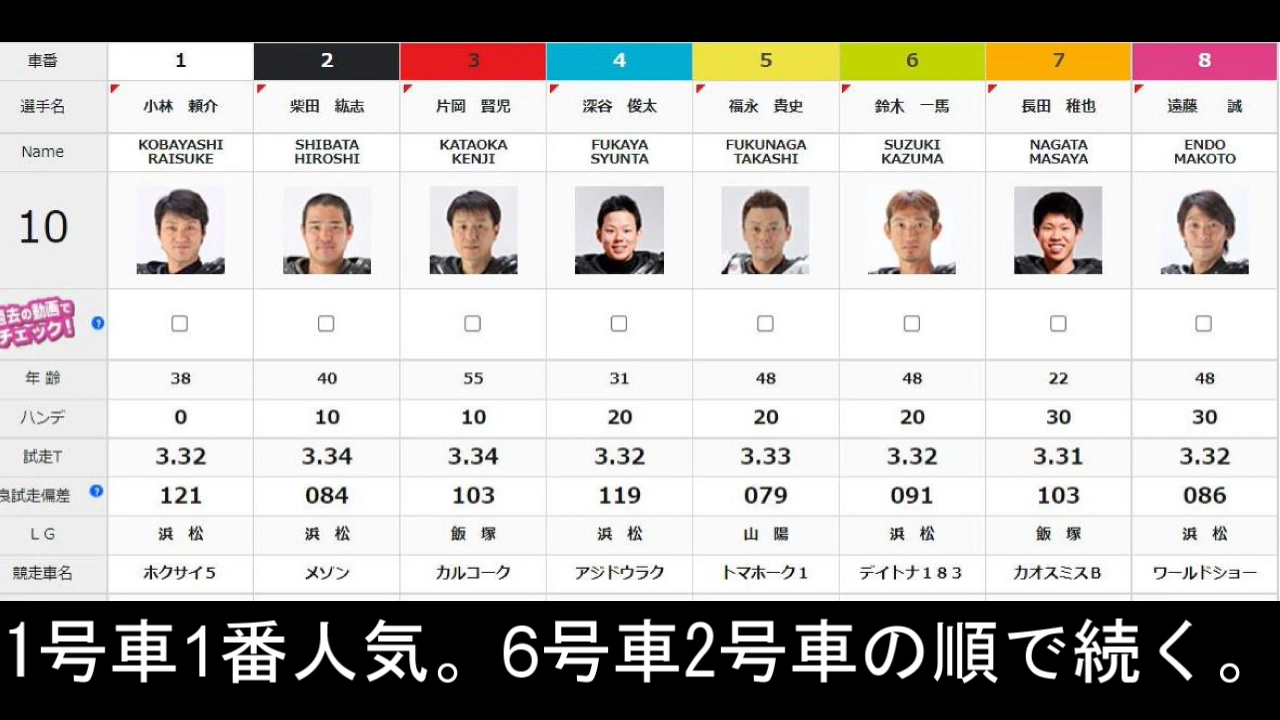 車番 1 2 3 4 5 6 7 8
選手名 小林 頼介 柴田 紘志 片岡 賢児 深谷 俊太 福永 貴史 鈴木 一馬 長田 稚也 遠藤 誠
Name KOBAYASHI RAISUKE SHIBATA HIROSHI KATAOKA KENJI FUKAYA SYUNTA FUKUNAGA TAKASHI SUZUKI KAZUMA NAGATA MASAYA ENDO MAKOTO
10
過去の動画で
チェック! ?
年齢 38 40 55 31 48 48 22 48
ハンデ 0 10 10 20 20 20 30 30
試走T 3.32 3.34 3.34 3.32 3.33 3.32 3.31 3.32
良試走偏差 ? 121 084 103 119 079 091 103 086
LG 浜松 浜松 飯塚 浜松 山陽 浜松 飯塚 浜松
競走車名 ホクサイ5 メゾン カルコーク アジドウラク トマホーク1 デイトナ183 カオスミスB ワールドショー
1号車1番人気。6号車2号車の順で続く。